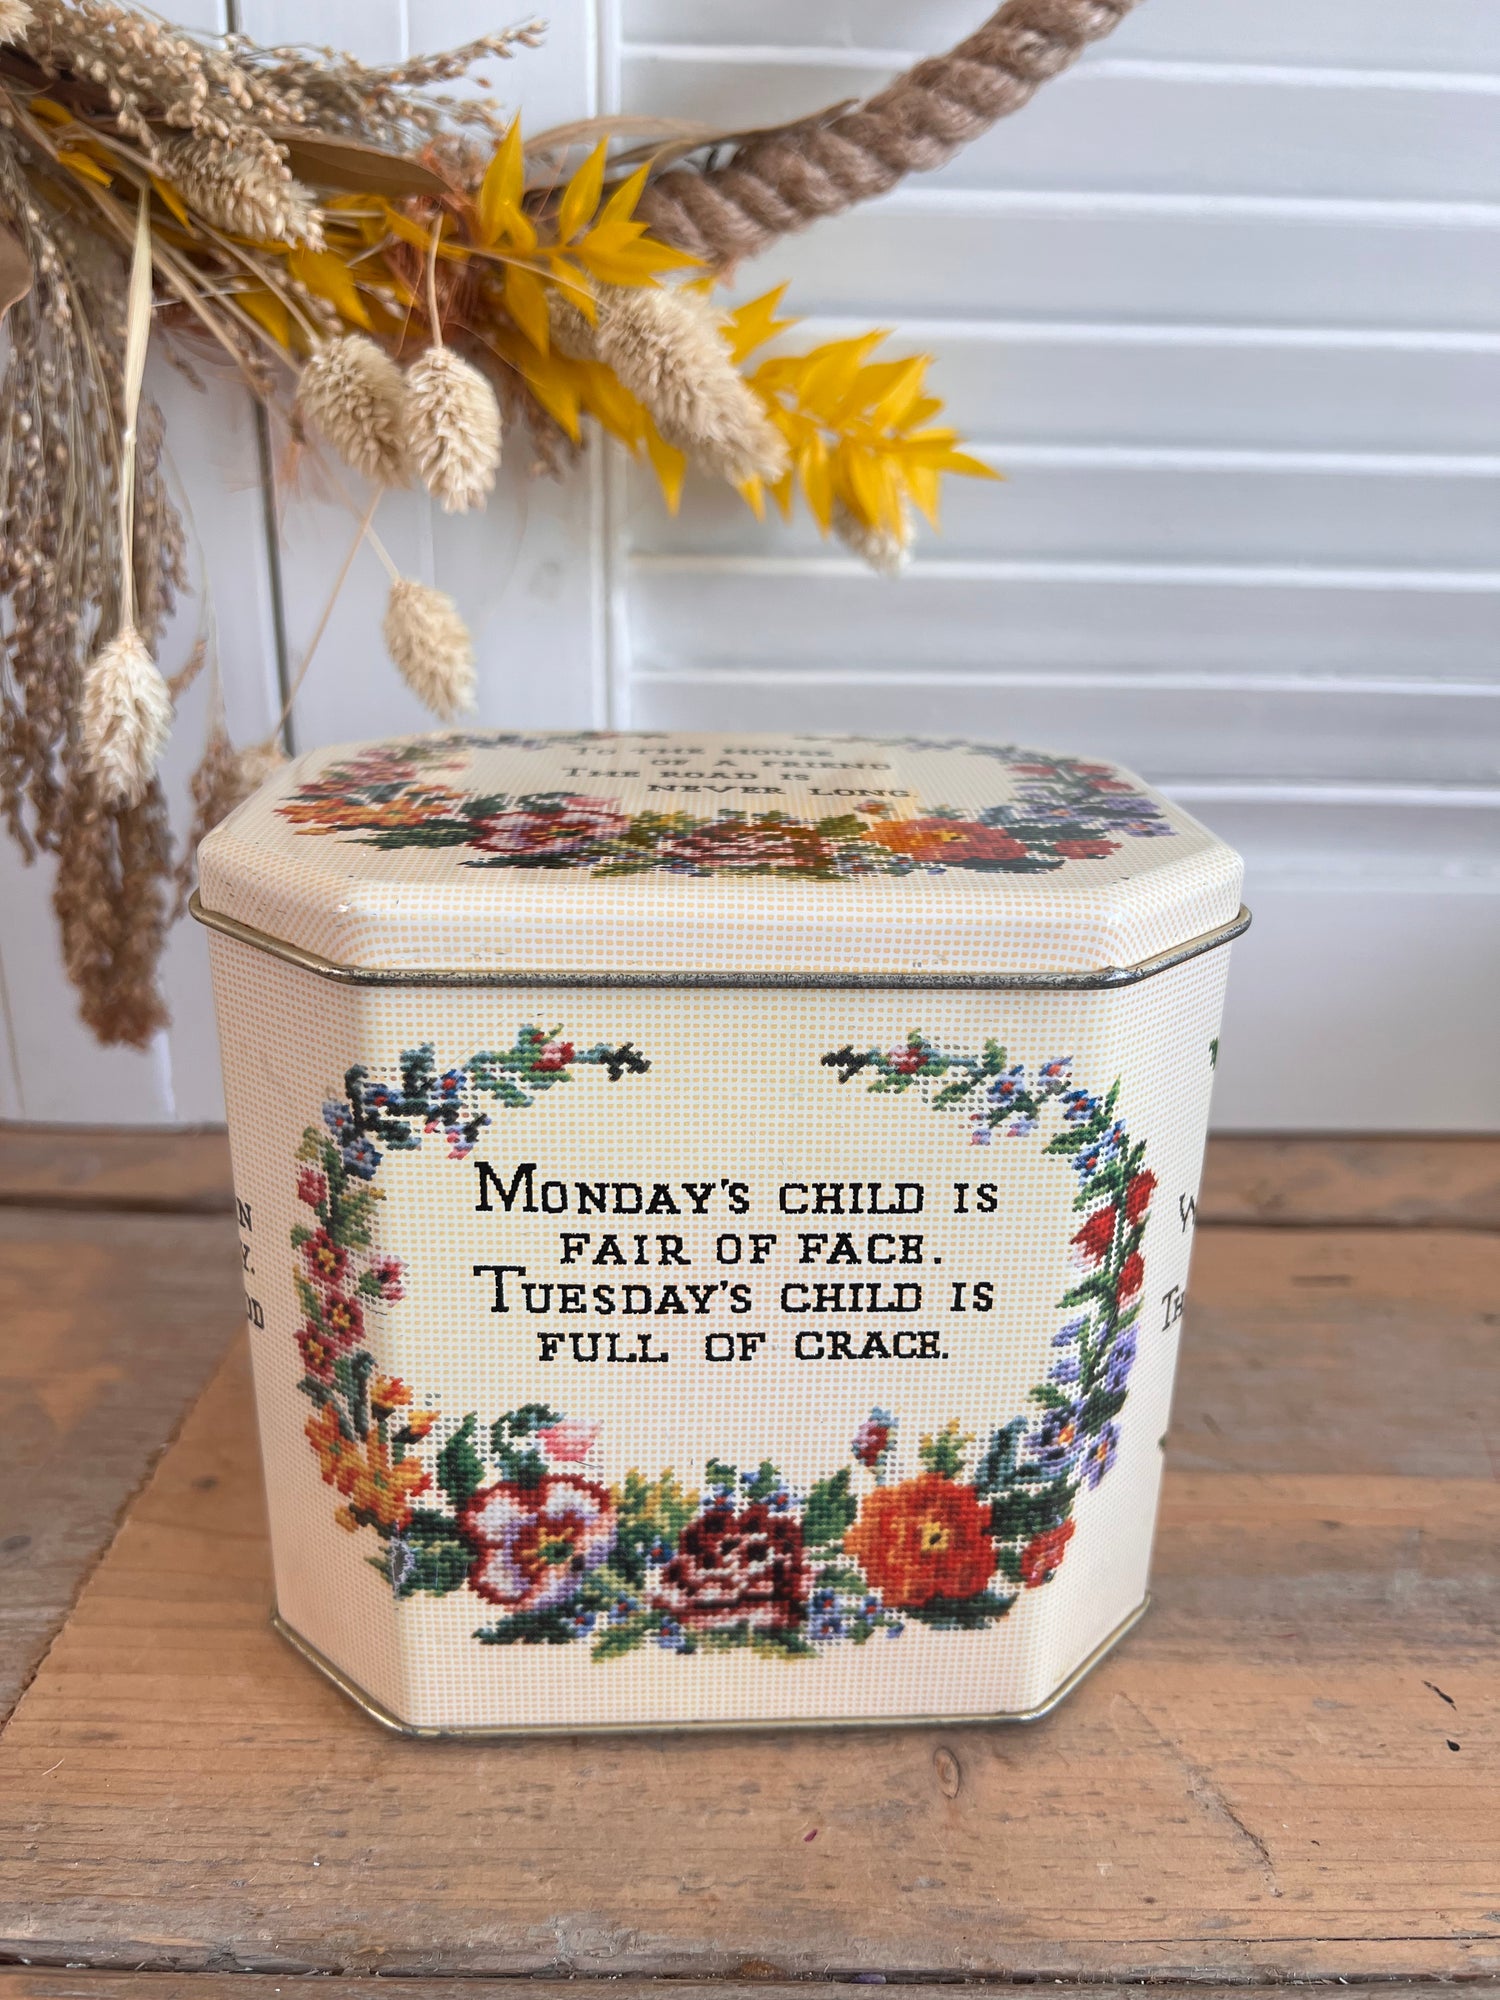 To the house
of a friend
The road is
never long.
Monday's child is
fair of face.
Tuesday's child is
full of grace.